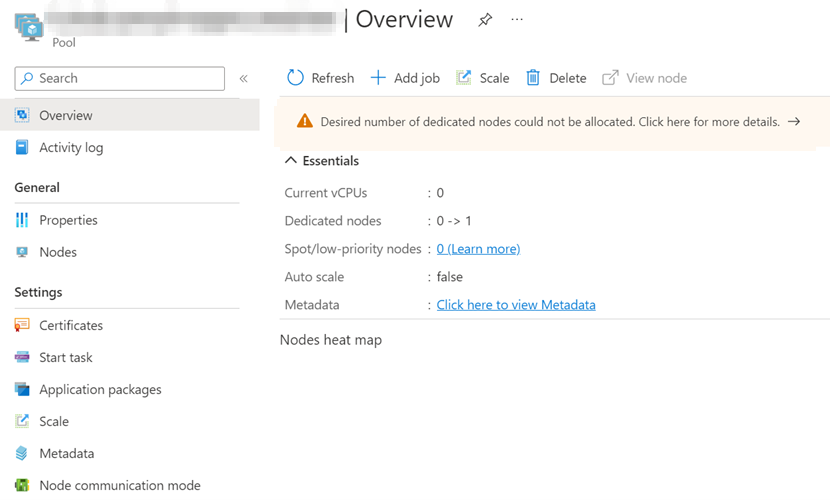 | Overview
...
Pool
Search
«
Refresh
Add job
Scale
Delete
View node
Overview
Activity log
General
Properties
Nodes
Settings
Certificates
Start task
Application packages
Scale
Metadata
Node communication mode
Desired number of dedicated nodes could not be allocated. Click here for more details. →
Essentials
Current vCPUs : 0
Dedicated nodes : 0 -> 1
Spot/low-priority nodes : 0 (Learn more)
Auto scale : false
Metadata : Click here to view Metadata
Nodes heat map